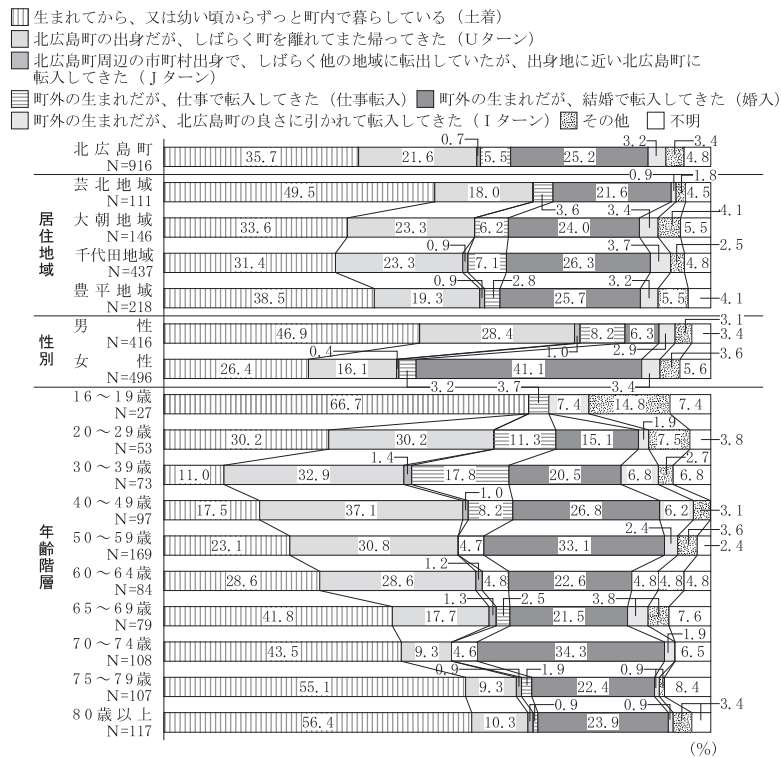 生まれてから、又は幼い頃からずっと町内で暮らしている（土着）
北広島町の出身だが、しばらく町を離れてまた帰ってきた（Uターン）
北広島町周辺の市町村出身で、しばらく他の地域に転出していたが、出身地に近い北広島町に
転入してきた（Jターン）
町外の生まれだが、仕事で転入してきた（仕事転入） 町外の生まれだが、結婚で転入してきた（婚入）
町外の生まれだが、北広島町の良さに引かれて転入してきた（Iターン） その他 不明
0.7 3.2 3.4
北広島町 35.7 21.6 5.5 25.2 4.8
N=916
0.9 1.8
居住地域
芸北地域 49.5 18.0 21.6 4.5
N=111
3.6 3.4 4.1
大朝地域 33.6 23.3 6.2 24.0 5.5
N=146
0.9 3.7 2.5
千代田地域 31.4 23.3 7.1 26.3 4.8
N=437
0.9 2.8 3.2
豊平地域 38.5 19.3 25.7 5.5 4.1
N=218
性別
3.1
男性 46.9 28.4 8.2 6.3 3.4
N=416
0.4 1.0 2.9 3.6
女性 26.4 16.1 41.1 5.6
N=496
3.2 3.7 3.4
年齢階層
16～19歳 66.7 7.4 14.8 7.4
N=27
1.9
20～29歳 30.2 30.2 11.3 15.1 7.5 3.8
N=53
1.4 2.7
30～39歳 11.0 32.9 17.8 20.5 6.8 6.8
N=73
1.0
40～49歳 17.5 37.1 8.2 26.8 6.2 3.1
N=97
2.4 3.6
50～59歳 23.1 30.8 4.7 33.1 2.4
N=169
1.2
60～64歳 28.6 28.6 4.8 22.6 4.8 4.8 4.8
N=84
1.3 2.5 3.8
65～69歳 41.8 17.7 21.5 7.6
N=79
1.9
70～74歳 43.5 9.3 4.6 34.3 6.5
N=108
0.9 1.9 0.9
75～79歳 55.1 9.3 22.4 8.4
N=107
0.9 0.9 3.4
80歳以上 56.4 10.3 23.9
N=117
(%)